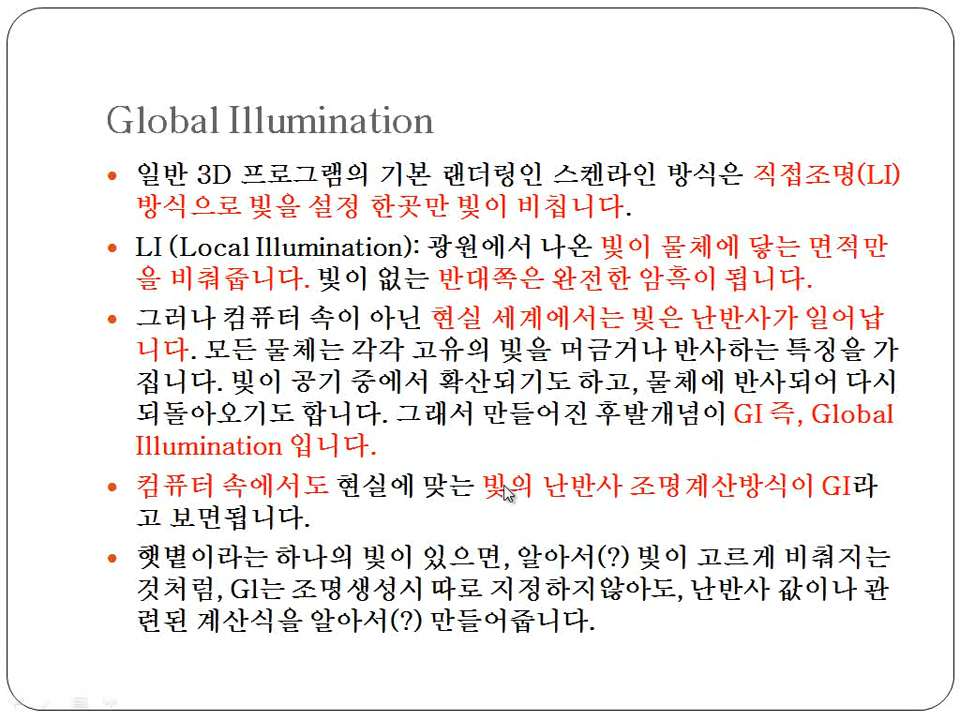 Global Illumination
• 일반 3D 프로그램의 기본 랜더링인 스켄라인 방식은 직접조명(LI)
방식으로 빛을 설정 한곳만 빛이 비칩니다.
• LI (Local Illumination): 광원에서 나온 빛이 물체에 닿는 면적만
을 비춰줍니다. 빛이 없는 반대쪽은 완전한 암흑이 됩니다.
• 그러나 컴퓨터 속이 아닌 현실 세계에서는 빛은 난반사가 일어납
니다. 모든 물체는 각각 고유의 빛을 머금거나 반사하는 특징을 가
집니다. 빛이 공기 중에서 확산되기도 하고, 물체에 반사되어 다시
되돌아오기도 합니다. 그래서 만들어진 후발개념이 GI 즉, Global
Illumination 입니다.
• 컴퓨터 속에서도 현실에 맞는 빛의 난반사 조명계산방식이 GI라
고 보면됩니다.
• 햇볕이라는 하나의 빛이 있으면, 알아서(?) 빛이 고르게 비춰지는
것처럼, Gl는 조명생성시 따로 지정하지않아도, 난반사 값이나 관
련된 계산식을 알아서(?) 만들어줍니다.